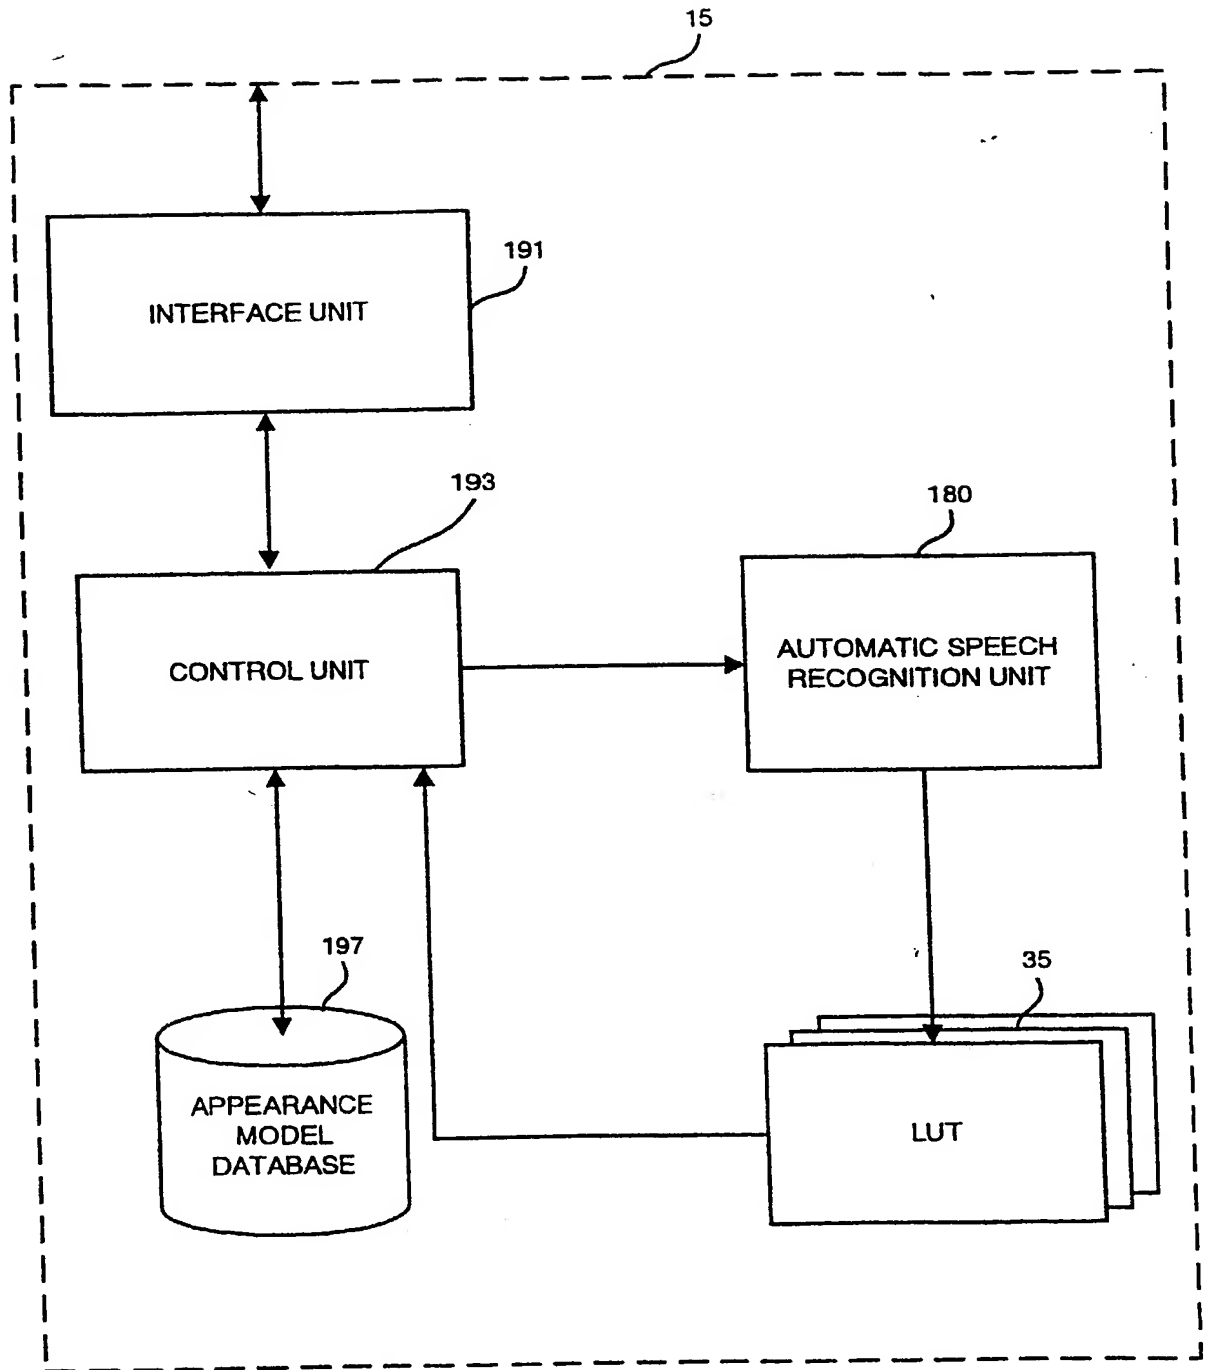 15
191
INTERFACE UNIT
193
180
CONTROL UNIT
AUTOMATIC SPEECH
RECOGNITION UNIT
197
35
APPEARANCE
MODEL
DATABASE
LUT